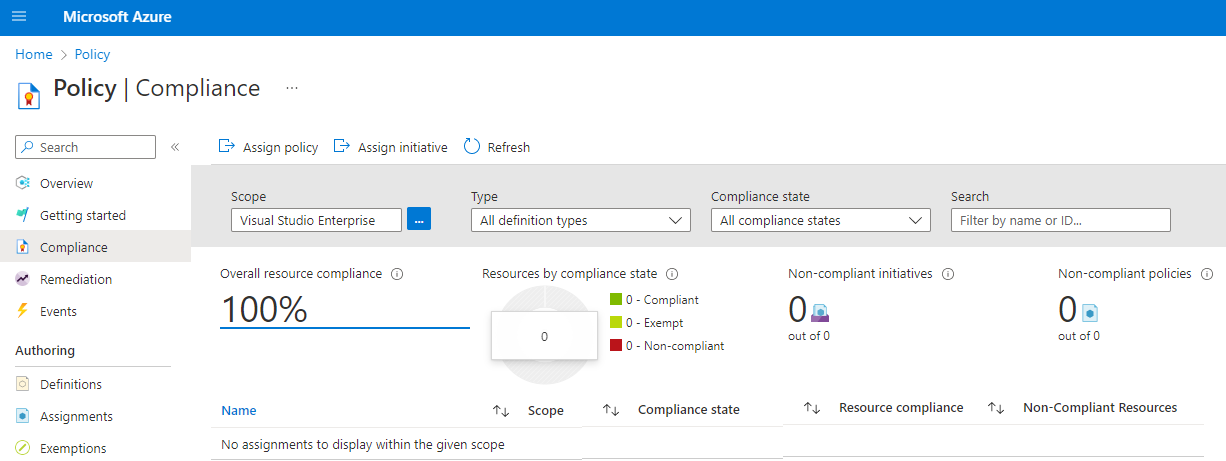 Microsoft Azure
Home > Policy
Policy | Compliance ...
Search «
Overview
Getting started
Compliance
Remediation
Events
Authoring
Definitions
Assignments
Exemptions
Assign policy Assign initiative Refresh
Scope Type Compliance state Search
Visual Studio Enterprise ... All definition types All compliance states Filter by name or ID...
Overall resource compliance Resources by compliance state Non-compliant initiatives Non-compliant policies
100%
0
0 - Compliant
0 - Exempt
0 - Non-compliant
0
out of 0
0
out of 0
Name Scope Compliance state Resource compliance Non-Compliant Resources
No assignments to display within the given scope